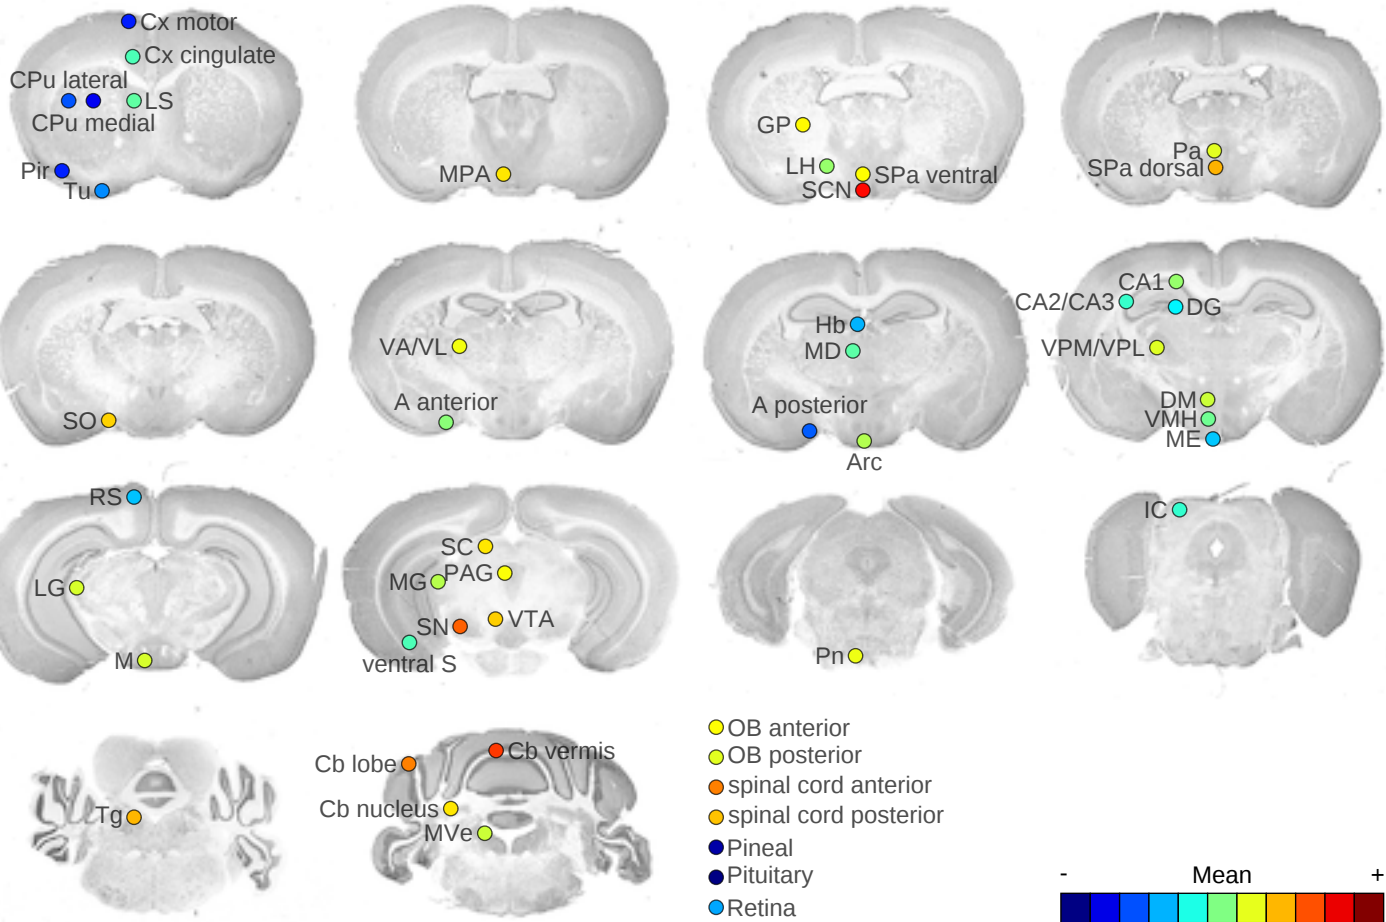 Cx motor
Cx cingulate
CPu lateral
LS
CPu medial
Pir
Tu
MPA
GP
LH
SPa ventral
SCN
Pa
SPa dorsal
SO
VA/VL
A anterior
Hb
MD
A posterior
Arc
CA1
CA2/CA3
DG
VPM/VPL
DM
VMH
ME
RS
LG
M
SC
MG
PAG
SN
VTA
ventral S
Pn
IC
Tg
Cb lobe
Cb vermis
Cb nucleus
MVe
OB anterior
OB posterior
spinal cord anterior
spinal cord posterior
Pineal
Pituitary
Retina
- Mean +